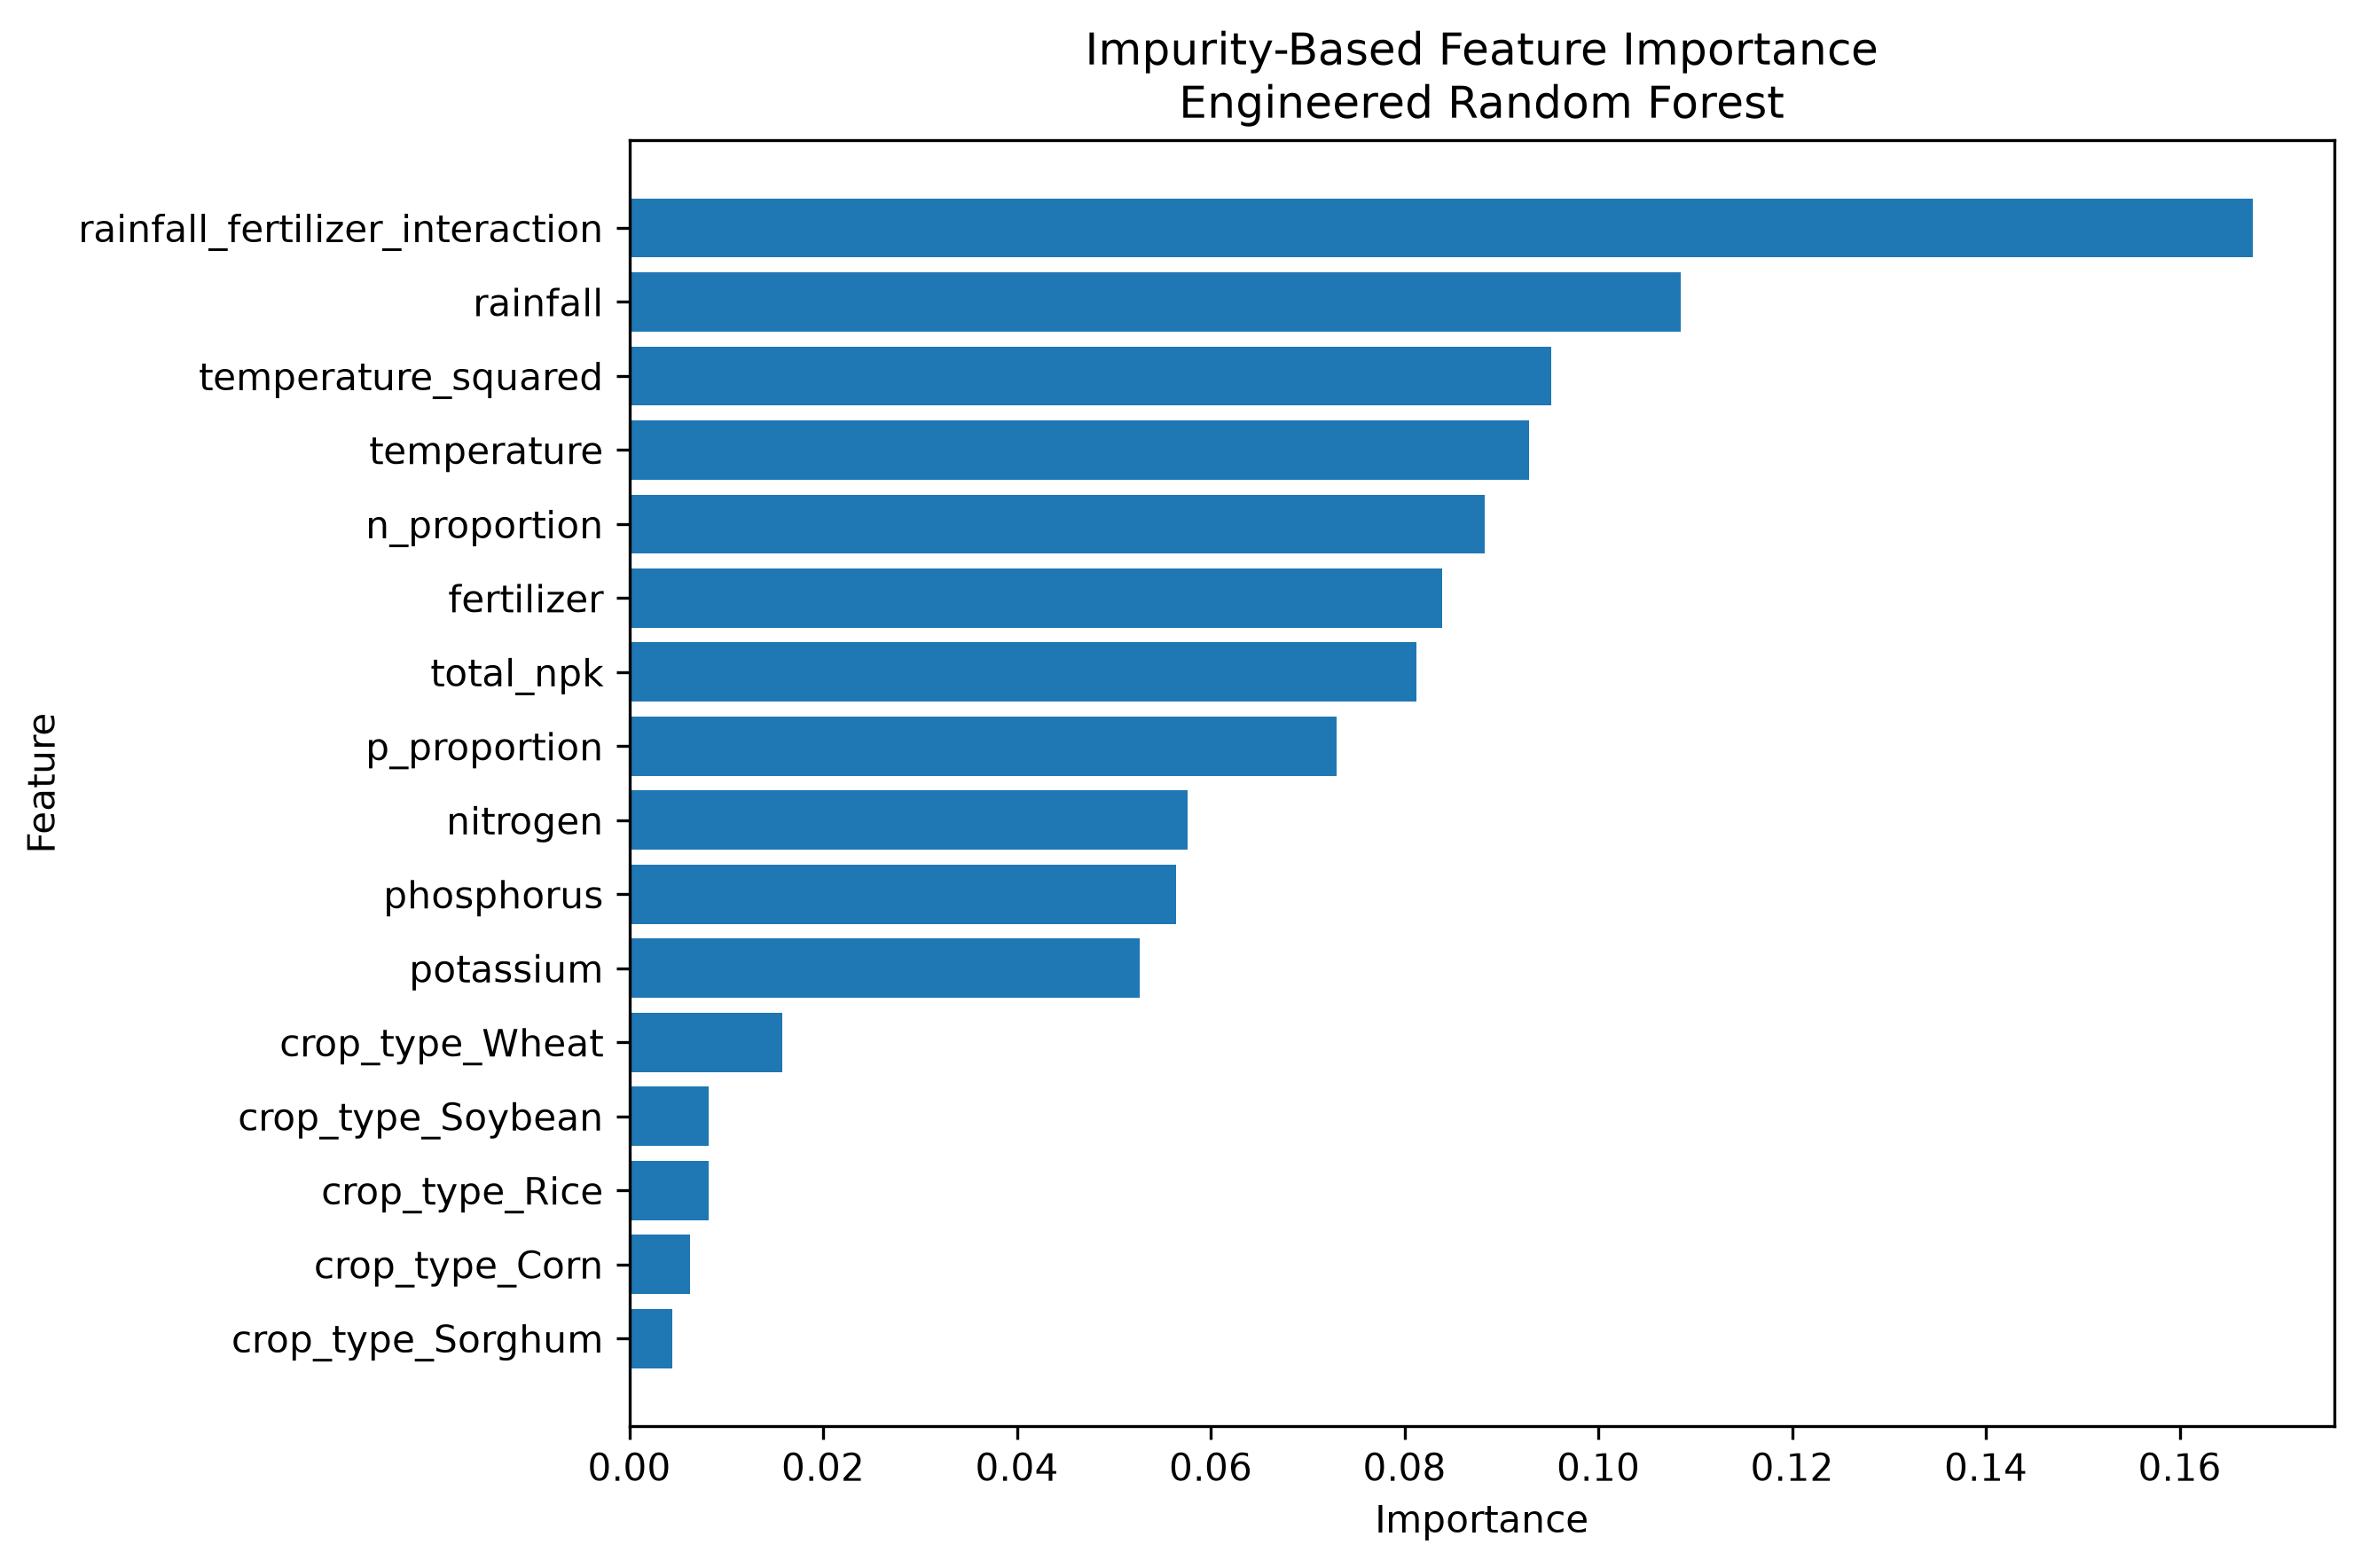 Impurity-Based Feature Importance
Engineered Random Forest
Feature
rainfall_fertilizer_interaction
rainfall
temperature_squared
temperature
n_proportion
fertilizer
total_npk
p_proportion
nitrogen
phosphorus
potassium
crop_type_Wheat
crop_type_Soybean
crop_type_Rice
crop_type_Corn
crop_type_Sorghum
0.00 0.02 0.04 0.06 0.08 0.10 0.12 0.14 0.16
Importance